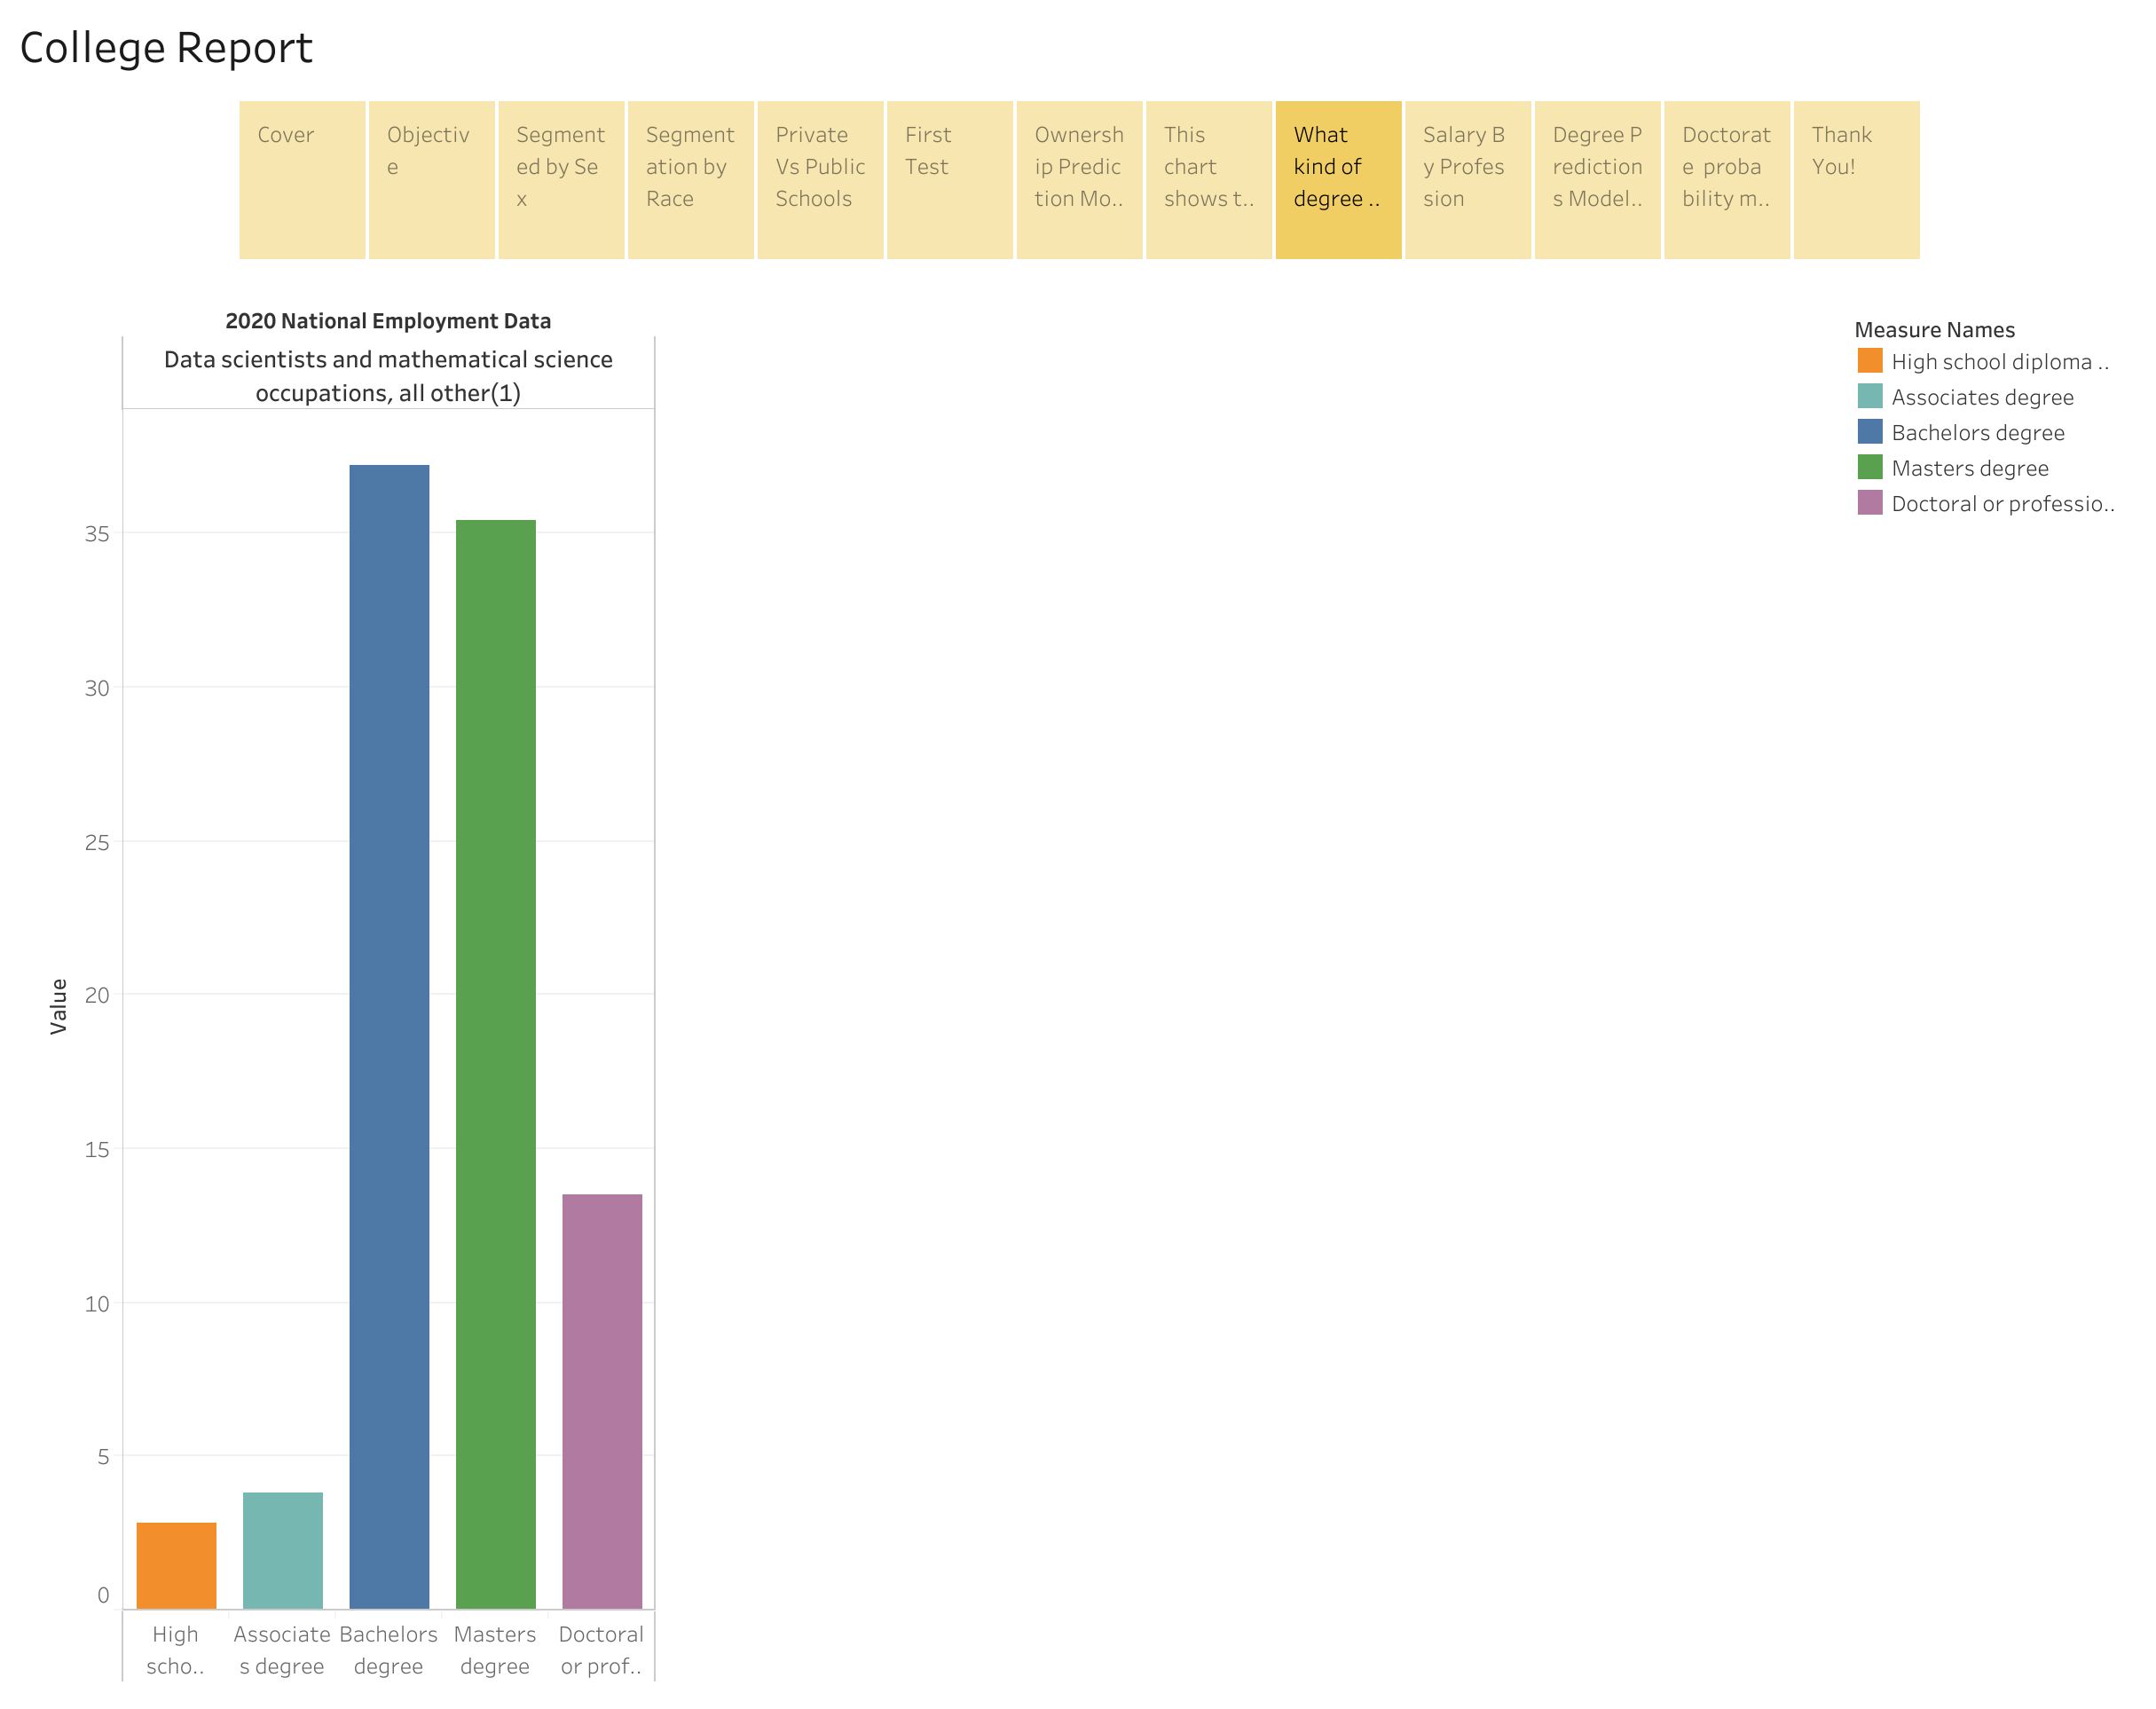 College Report
Cover
Objectiv
e
Segment
ed by Se
x
Segment
ation by
Race
Private
Vs Public
Schools
First
Test
Ownersh
ip Predic
tion Mo..
This
chart
shows t..
What
kind of
degree ..
Salary B
y Profes
sion
Degree P
rediction
s Model..
Doctorat
e proba
bility m..
Thank
You!
2020 National Employment Data
Data scientists and mathematical science
occupations, all other(1)
Measure Names
High school diploma ..
Associates degree
Bachelors degree
Masters degree
Doctoral or professio..
35
30
25
20
15
10
5
0
Value
High
scho..
Associate
s degree
Bachelors
degree
Masters
degree
Doctoral
or prof..